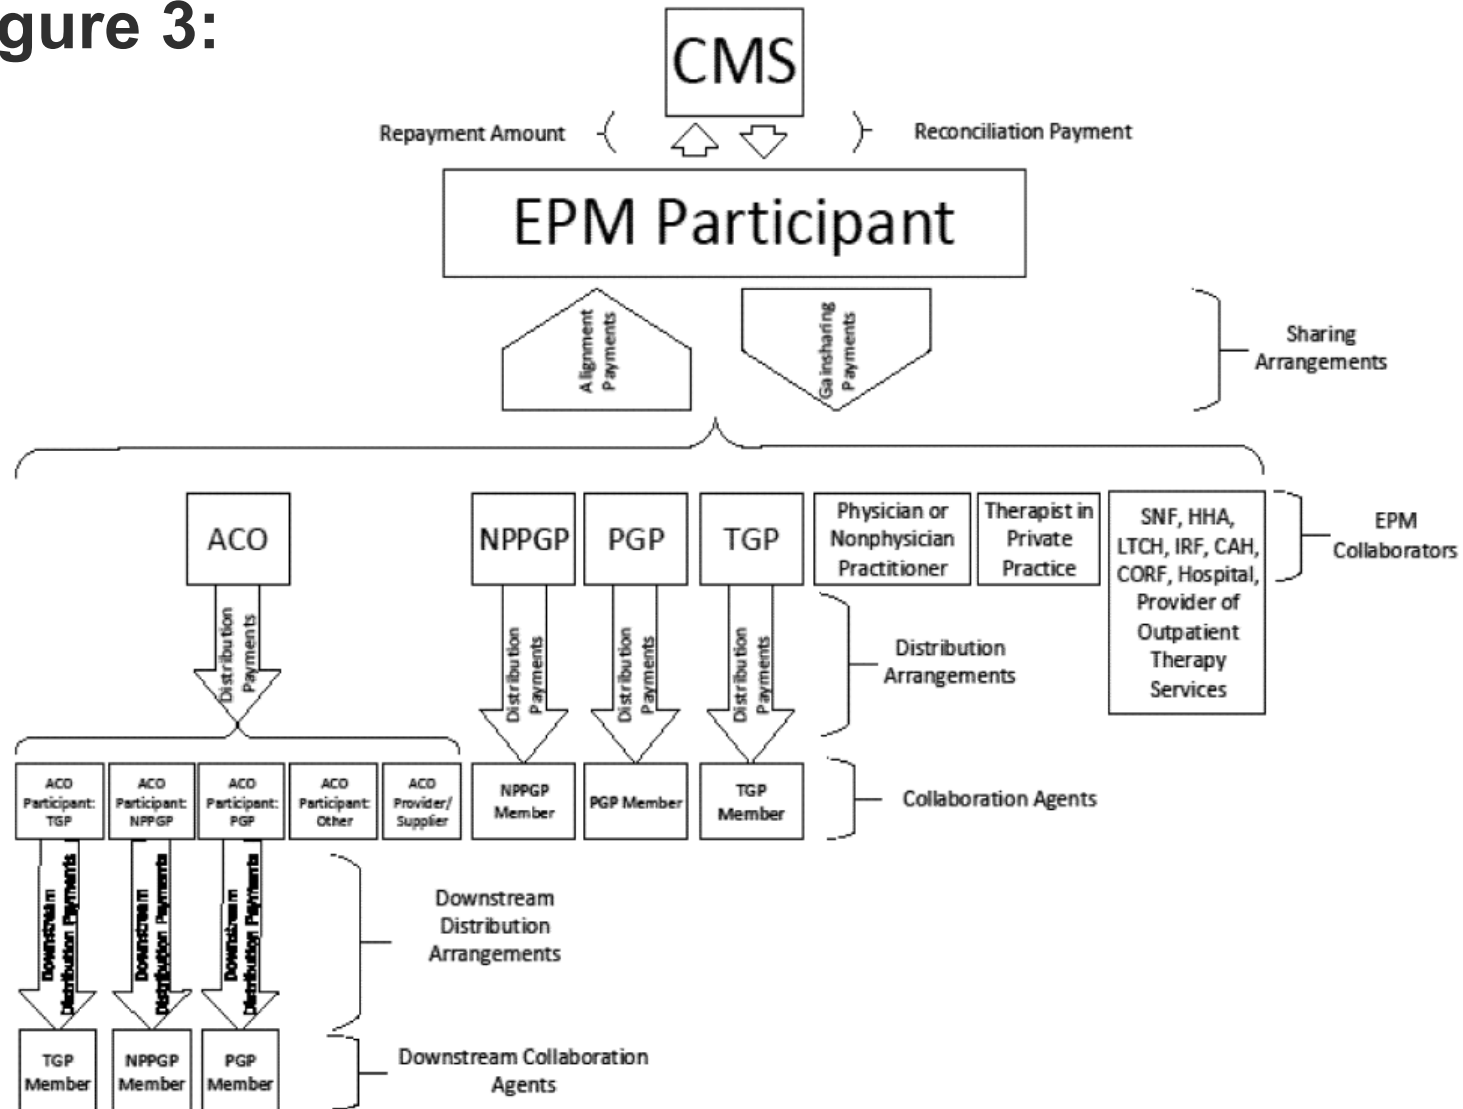 gure 3:
CMS
Repayment Amount
Reconciliation Payment
EPM Participant
Alignment
Payments
Gainsharing
Payments
Sharing
Arrangements
ACO
NPPGP
PGP
TGP
Physician or
Nonphysician
Practitioner
Therapist in
Private
Practice
SNF, HHA,
LTCH, IRF, CAH,
CORF, Hospital,
Provider of
Outpatient
Therapy
Services
EPM
Collaborators
Distribution
Payments
Distribution
Payments
Distribution
Payments
Distribution
Payments
Distribution
Arrangements
ACO
Participant:
TGP
ACO
Participant:
NPPGP
ACO
Participant:
PGP
ACO
Participant:
Other
ACO
Provider/
Supplier
NPPGP
Member
PGP Member
TGP
Member
Collaboration Agents
Downstream
Distribution Payments
Downstream
Distribution Payments
Downstream
Distribution Payments
Downstream
Distribution
Arrangements
TGP
Member
NPPGP
Member
PGP
Member
Downstream Collaboration
Agents